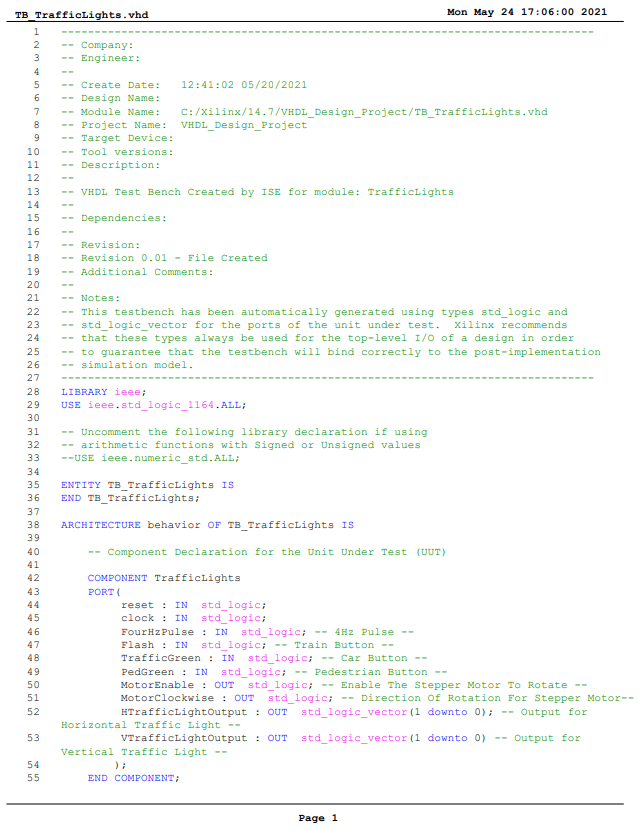 TB_TrafficLights.vhd Mon May 24 17:06:00 2021
1 --------------------------------------------------------------------------------
2 -- Company:
3 -- Engineer:
4 --
5 -- Create Date:   12:41:02 05/20/2021
6 -- Design Name:
7 -- Module Name:   C:/Xilinx/14.7/VHDL_Design_Project/TB_TrafficLights.vhd
8 -- Project Name:  VHDL_Design_Project
9 -- Target Device:
10 -- Tool versions:
11 -- Description:
12 --
13 -- VHDL Test Bench Created by ISE for module: TrafficLights
14 --
15 -- Dependencies:
16 --
17 -- Revision:
18 -- Revision 0.01 - File Created
19 -- Additional Comments:
20 --
21 -- Notes:
22 -- This testbench has been automatically generated using types std_logic and
23 -- std_logic_vector for the ports of the unit under test.  Xilinx recommends
24 -- that these types always be used for the top-level I/O of a design in order
25 -- to guarantee that the testbench will bind correctly to the post-implementation
26 -- simulation model.
27 --------------------------------------------------------------------------------
28 LIBRARY ieee;
29 USE ieee.std_logic_1164.ALL;
30
31 -- Uncomment the following library declaration if using
32 -- arithmetic functions with Signed or Unsigned values
33 --USE ieee.numeric_std.ALL;
34
35 ENTITY TB_TrafficLights IS
36 END TB_TrafficLights;
37
38 ARCHITECTURE behavior OF TB_TrafficLights IS
39
40     -- Component Declaration for the Unit Under Test (UUT)
41
42     COMPONENT TrafficLights
43     PORT(
44          reset : IN  std_logic;
45          clock : IN  std_logic;
46          FourHzPulse : IN  std_logic; -- 4Hz Pulse --
47          Flash : IN  std_logic; -- Train Button --
48          TrafficGreen : IN  std_logic; -- Car Button --
49          PedGreen : IN  std_logic; -- Pedestrian Button --
50          MotorEnable : OUT  std_logic; -- Enable The Stepper Motor To Rotate --
51          MotorClockwise : OUT  std_logic; -- Direction Of Rotation For Stepper Motor--
52          HTrafficLightOutput : OUT  std_logic_vector(1 downto 0); -- Output for
Horizontal Traffic Light --
53          VTrafficLightOutput : OUT  std_logic_vector(1 downto 0) -- Output for
Vertical Traffic Light --
54         );
55     END COMPONENT;
Page 1